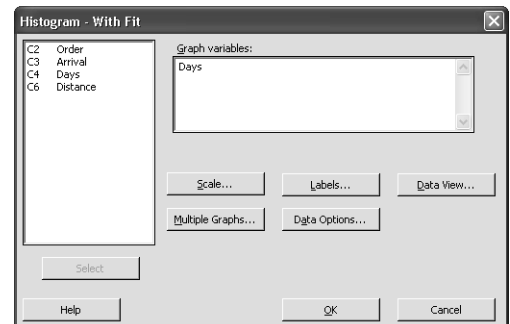 Histogram - With Fit
C2 Order
C3 Arrival
C4 Days
C6 Distance
Graph variables:
Days
Scale...
Labels...
Data View...
Multiple Graphs...
Data Options...
Select
Help
OK
Cancel